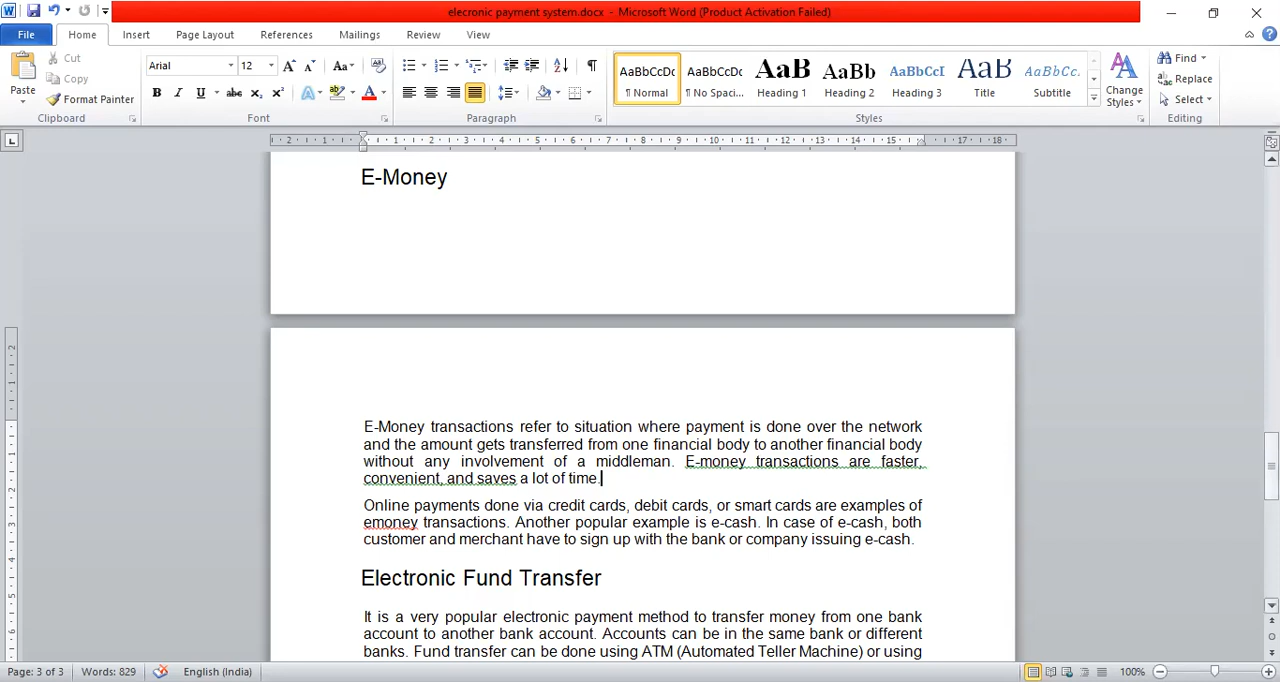 elecronic payment system.docx - Microsoft Word (Product Activation Failed)
File Home Insert Page Layout References Mailings Review View
Paste
Cut
Copy
Format Painter
Clipboard
Arial 12
Font
Paragraph
AaBbCcDc AaBbCcDc AaB AaBb AaBbCcI AaB AaBbCc.
¶ Normal ¶ No Spaci... Heading 1 Heading 2 Heading 3 Title Subtitle
Change Styles
Styles
Find
Replace
Select
Editing
E-Money
E-Money transactions refer to situation where payment is done over the network
and the amount gets transferred from one financial body to another financial body
without any involvement of a middleman. E-money transactions are faster,
convenient, and saves a lot of time.
Online payments done via credit cards, debit cards, or smart cards are examples of
emoney transactions. Another popular example is e-cash. In case of e-cash, both
customer and merchant have to sign up with the bank or company issuing e-cash.
Electronic Fund Transfer
It is a very popular electronic payment method to transfer money from one bank
account to another bank account. Accounts can be in the same bank or different
banks. Fund transfer can be done using ATM (Automated Teller Machine) or using
Page: 3 of 3 Words: 829 English (India) 100%